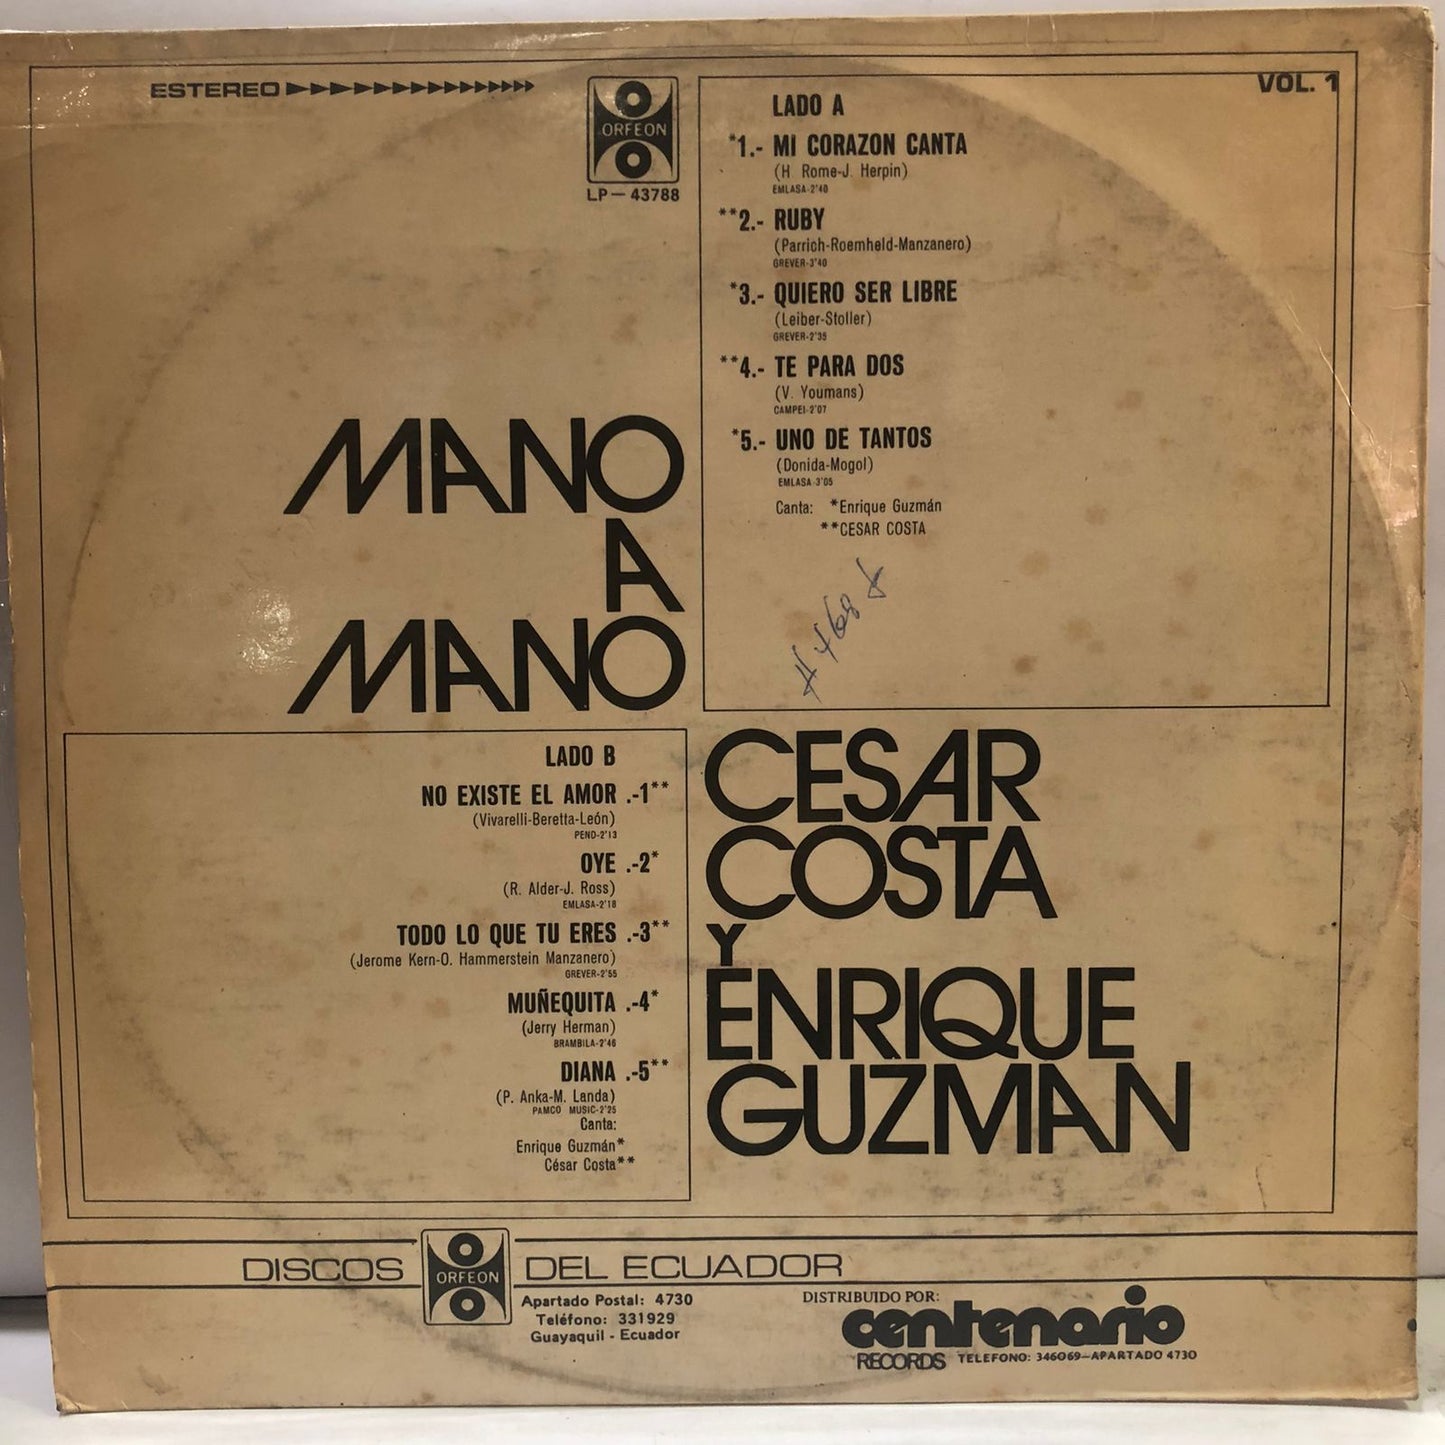 ESTEREO
ORFEON
LP-43788
VOL. 1
LADO A
*1.- MI CORAZON CANTA
(H. Rome-J. Herpin)
EMLASA-2'40
**2.- RUBY
(Parrich-Roemheld-Manzanero)
GREVER-3'40
*3.- QUIERO SER LIBRE
(Leiber-Stoller)
GREVER-2'35
**4.- TE PARA DOS
(V. Youmans)
CAMPEI-2'07
*5.- UNO DE TANTOS
(Donida-Mogol)
EMLASA-3'05
Canta: *Enrique Guzmán
**CESAR COSTA
MANO
A
MANO
LADO B
NO EXISTE EL AMOR .-1**
(Vivarelli-Beretta-León)
PEND-2'13
OYE .-2*
(R. Alder-J. Ross)
EMLASA-2'18
TODO LO QUE TU ERES .-3**
(Jerome Kern-O. Hammerstein Manzanero)
GREVER-2'55
MUÑEQUITA .-4*
(Jerry Herman)
BRAMBILA-2'46
DIANA .-5**
(P. Anka-M. Landa)
PAMCO MUSIC-2'25
Canta:
Enrique Guzmán*
César Costa**
CESAR
COSTA
Y
ENRIQUE
GUZMAN
DISCOS ORFEON DEL ECUADOR
Apartado Postal: 4730
Teléfono: 331929
Guayaquil - Ecuador
DISTRIBUIDO POR:
centenario
RECORDS TELEFONO: 346069-APARTADO 4730